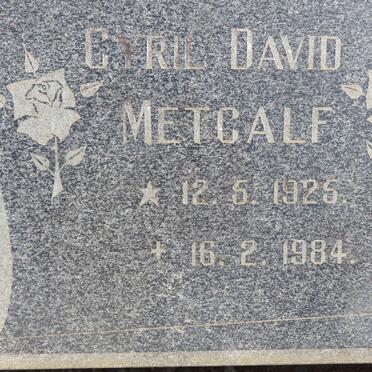 CYRIL DAVID
METCALF
★ 12. 5. 1925.
+ 16. 2. 1984.